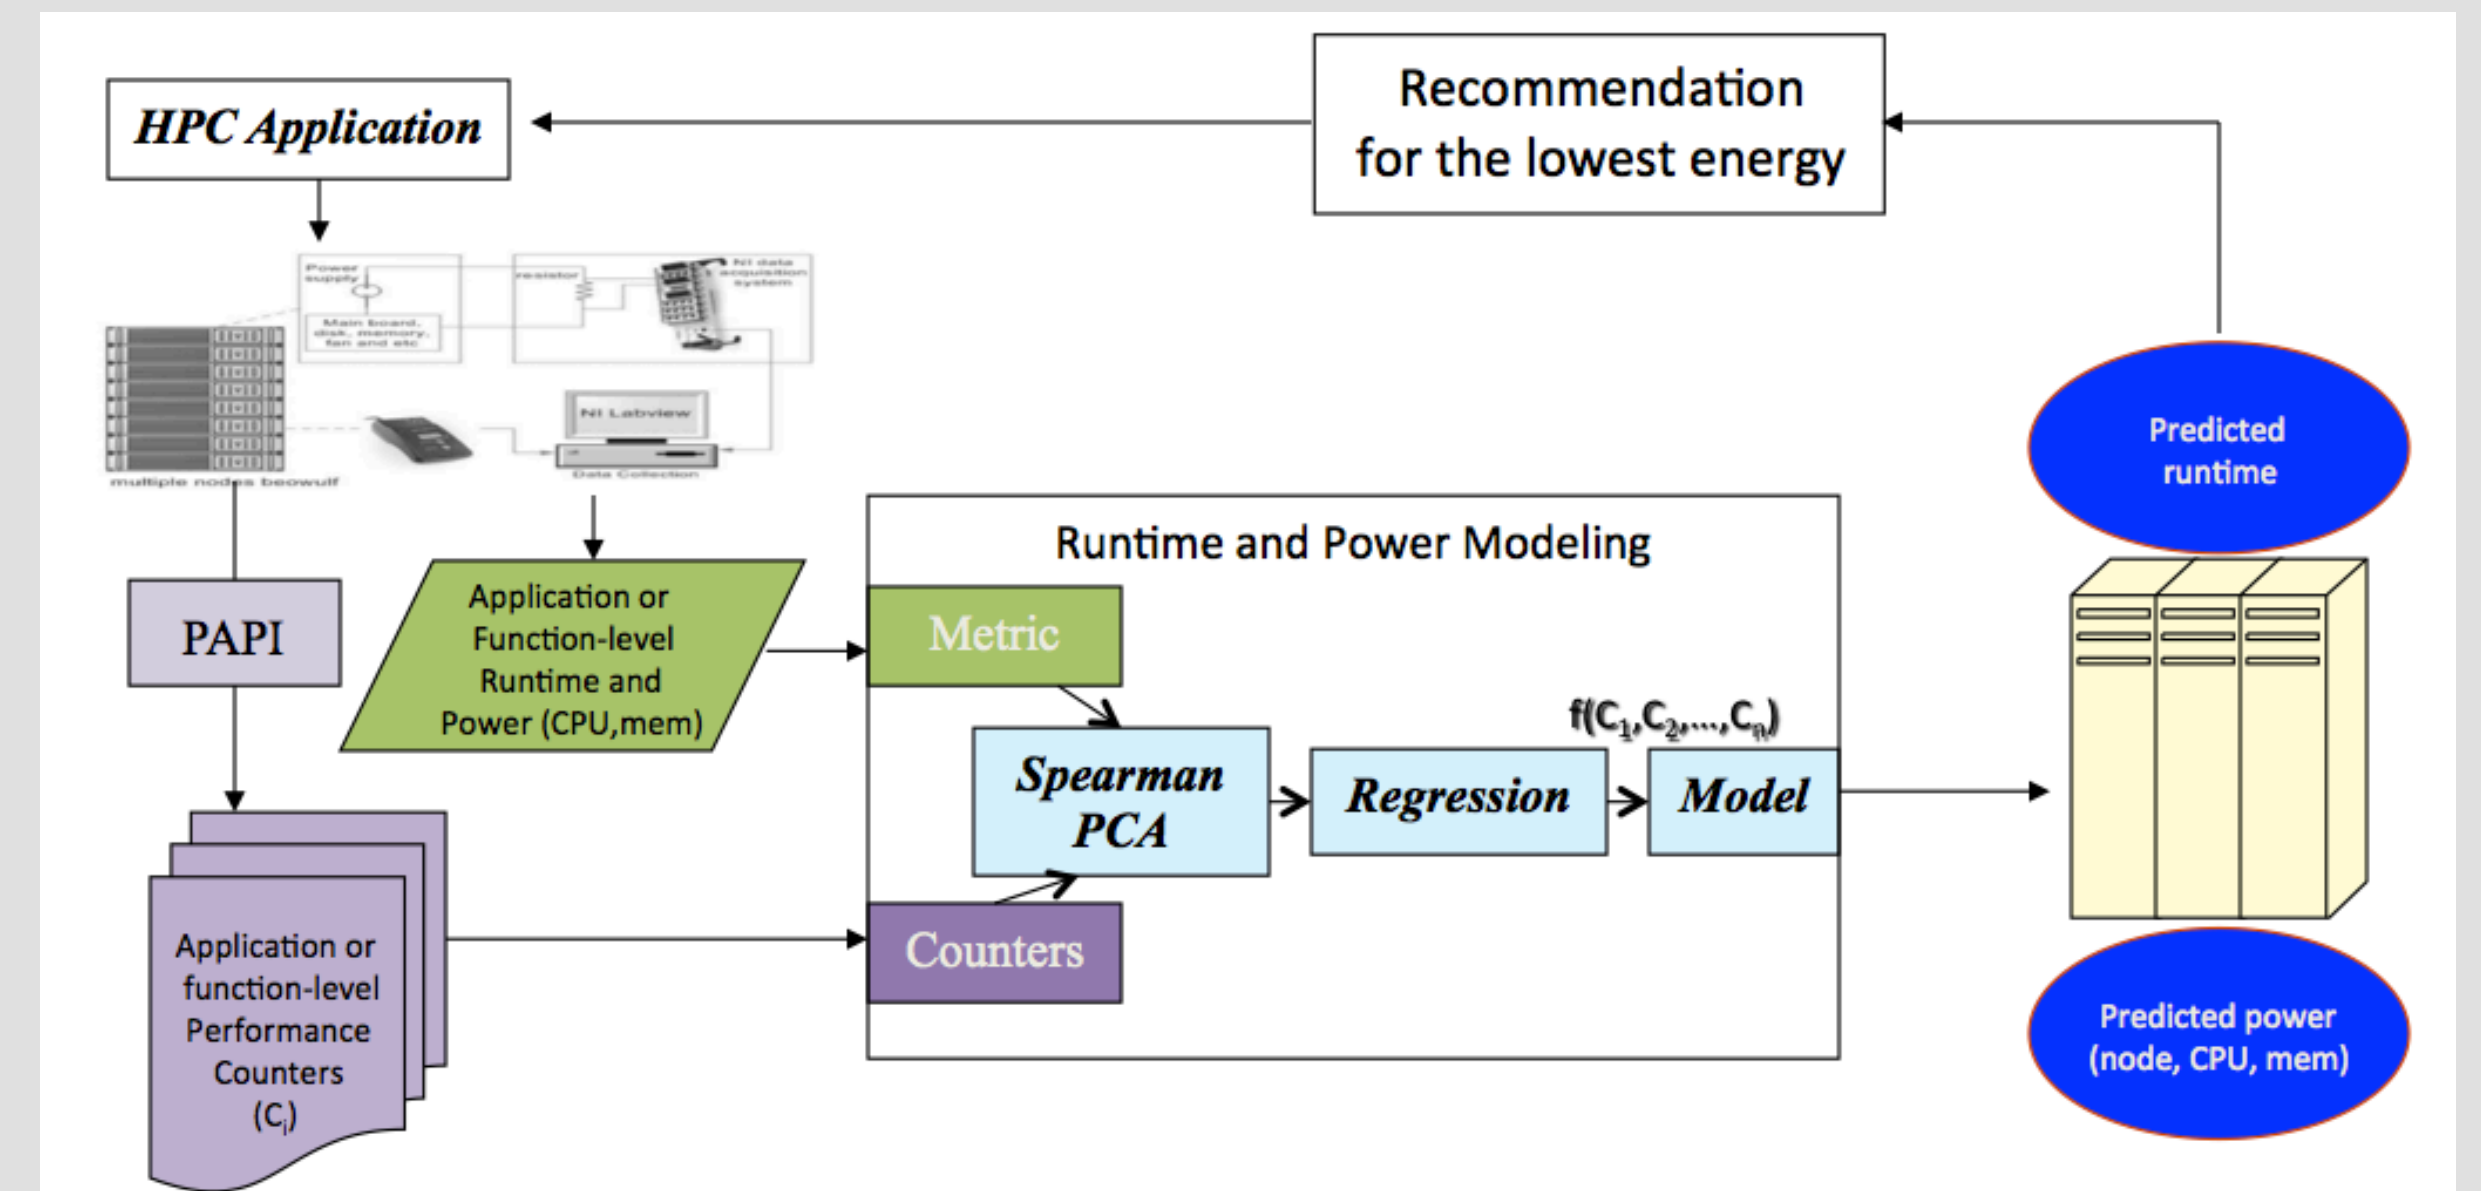 HPC Application
Recommendation
for the lowest energy
Power
supply
Main board,
disk, memory,
fan and etc
resistor
NI data
acquisition
system
NI Labview
Data Collection
multiple nodes beowulf
PAPI
Application or
Function-level
Runtime and
Power (CPU,mem)
Application or
function-level
Performance
Counters
(Cᵢ)
Runtime and Power Modeling
Metric
Spearman
PCA
Counters
Regression
f(C₁,C₂,...,Cₙ)
Model
Predicted
runtime
Predicted power
(node, CPU, mem)